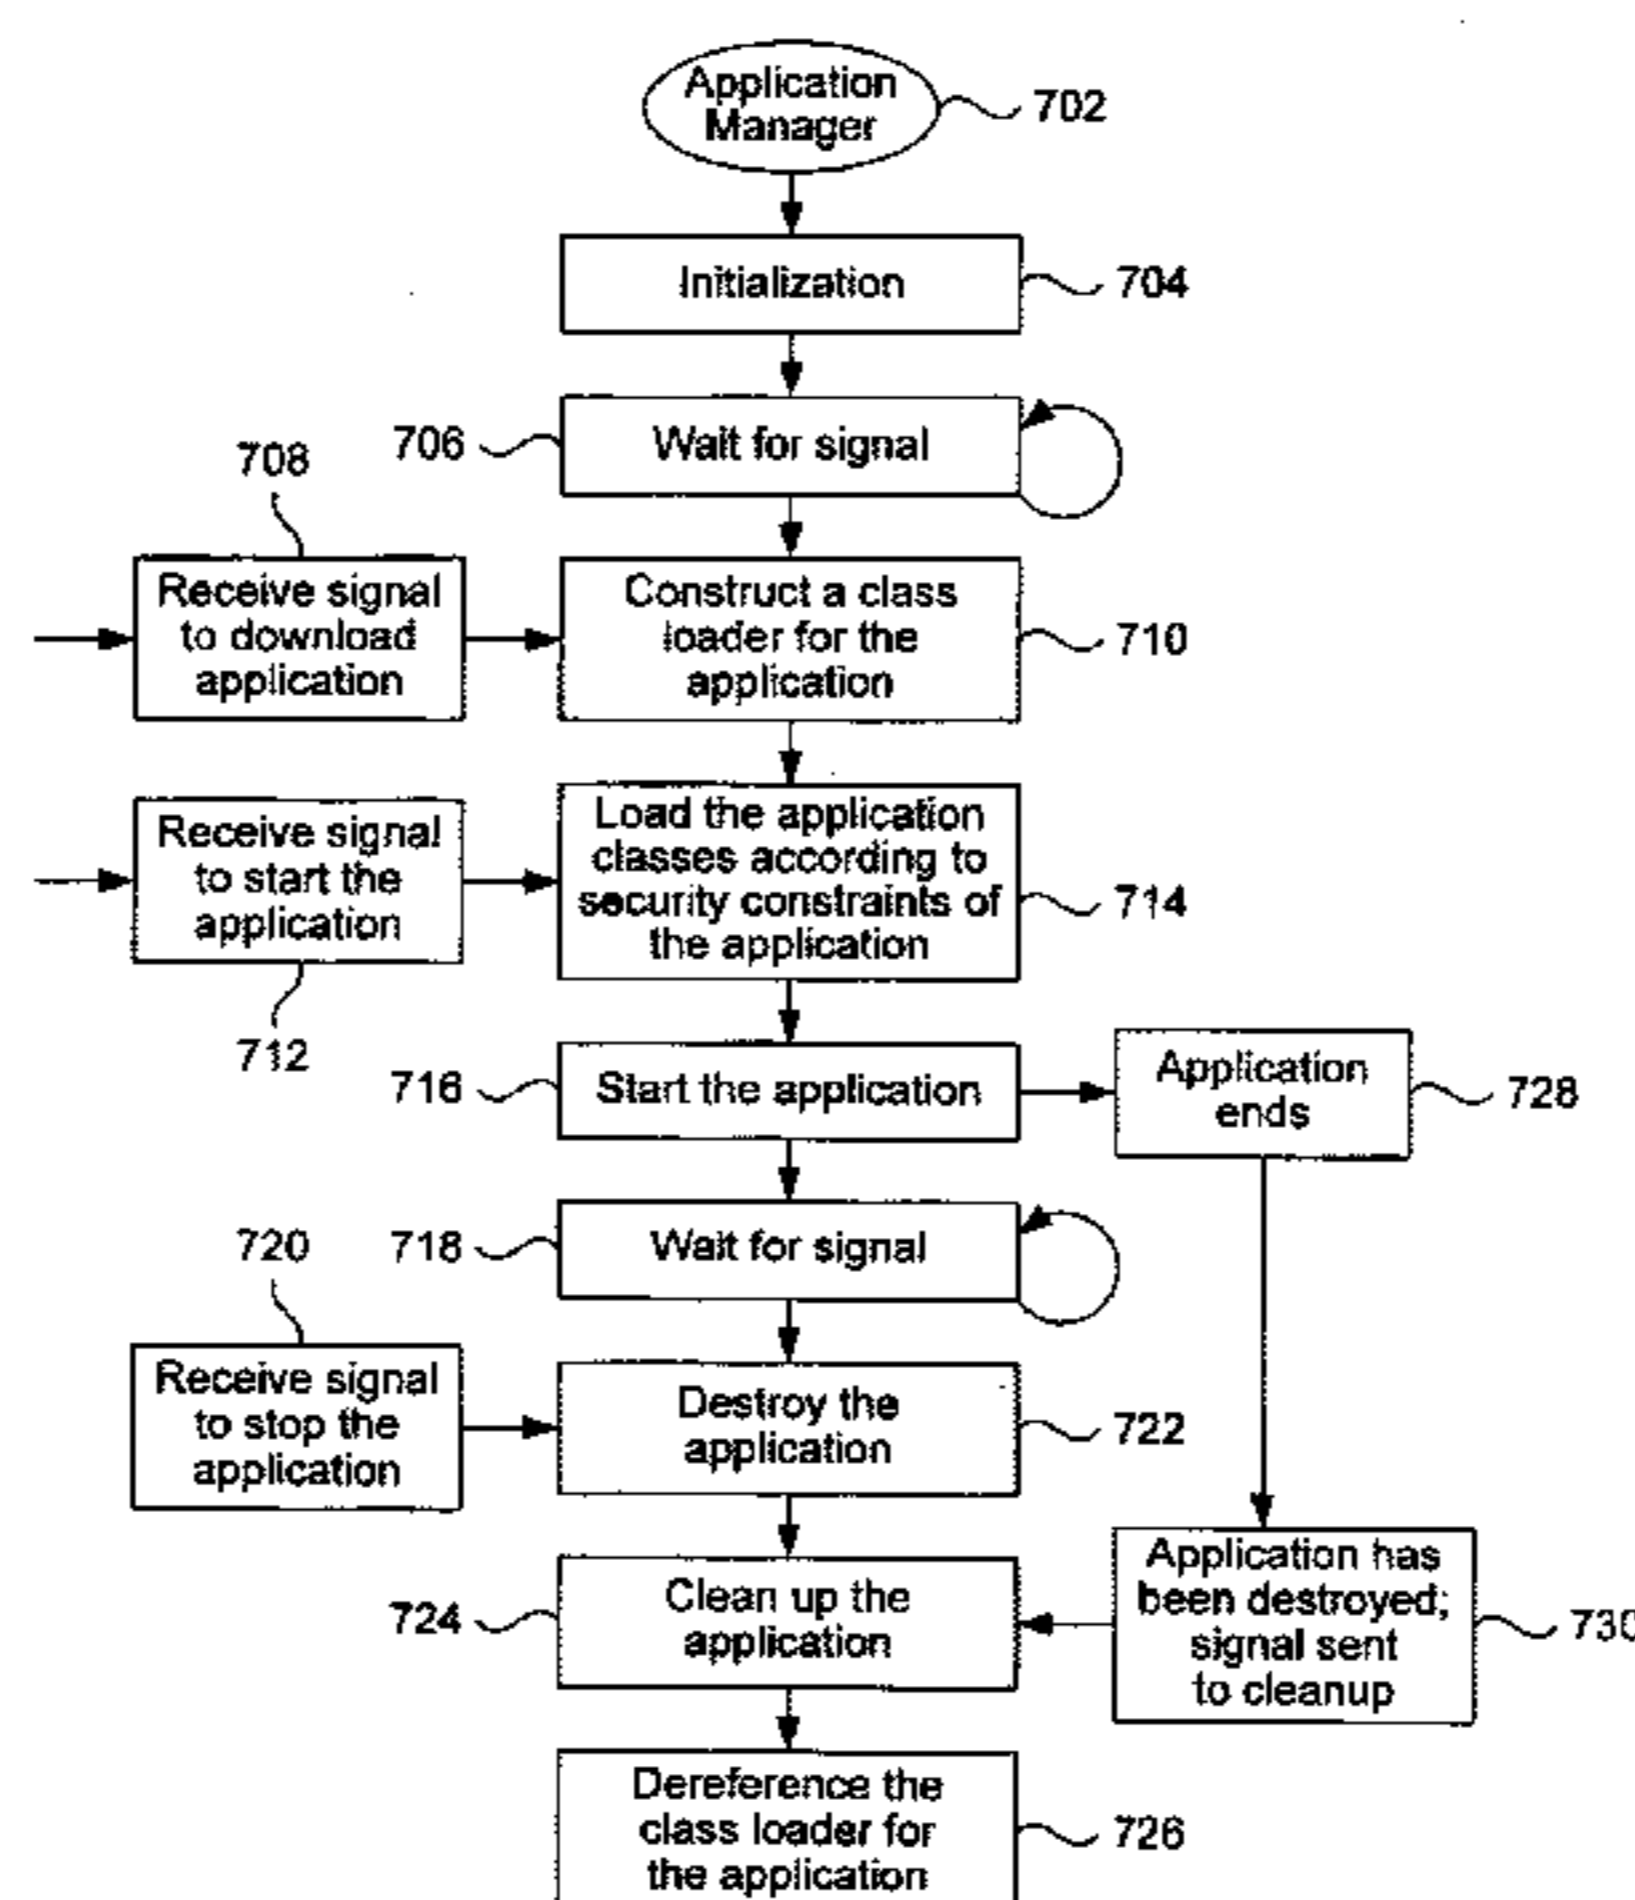 Application
Manager
702
Initialization
704
706
Wait for signal
708
Receive signal
to download
application
Construct a class
loader for the
application
710
Receive signal
to start the
application
712
Load the application
classes according to
security constraints of
the application
714
716
Start the application
Application
ends
728
718
Wait for signal
720
Receive signal
to stop the
application
Destroy the
application
722
724
Clean up the
application
Application has
been destroyed;
signal sent
to cleanup
730
Dereference the
class loader for
the application
726